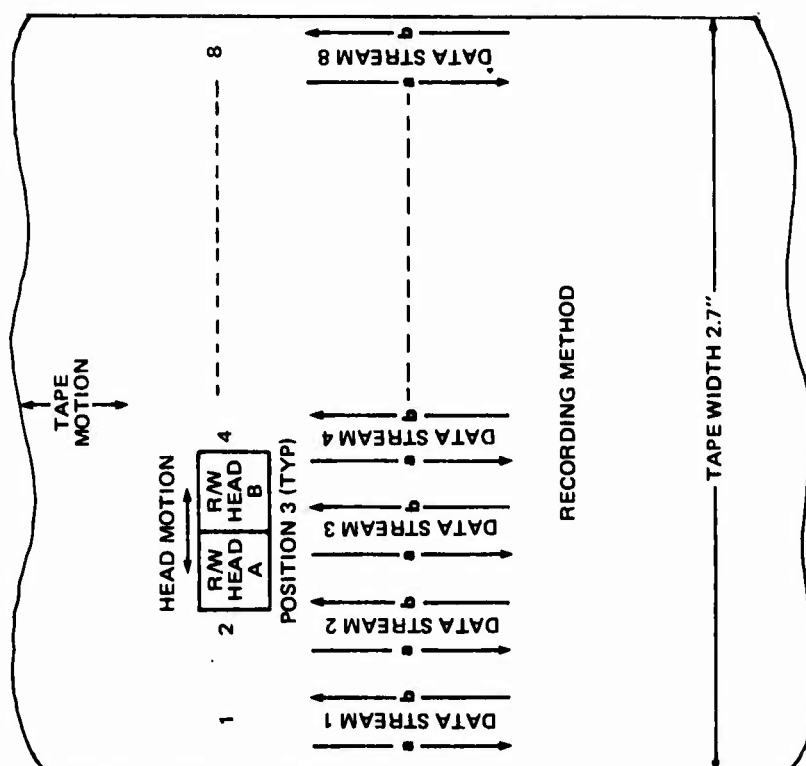 TAPE
MOTION
HEAD MOTION
1
2
R/W
HEAD
A
R/W
HEAD
B
4
8
POSITION 3 (TYP)
a
DATA STREAM 1
b
a
DATA STREAM 2
b
a
DATA STREAM 3
b
a
DATA STREAM 4
b
a
DATA STREAM 8
b
RECORDING METHOD
TAPE WIDTH 2.7"